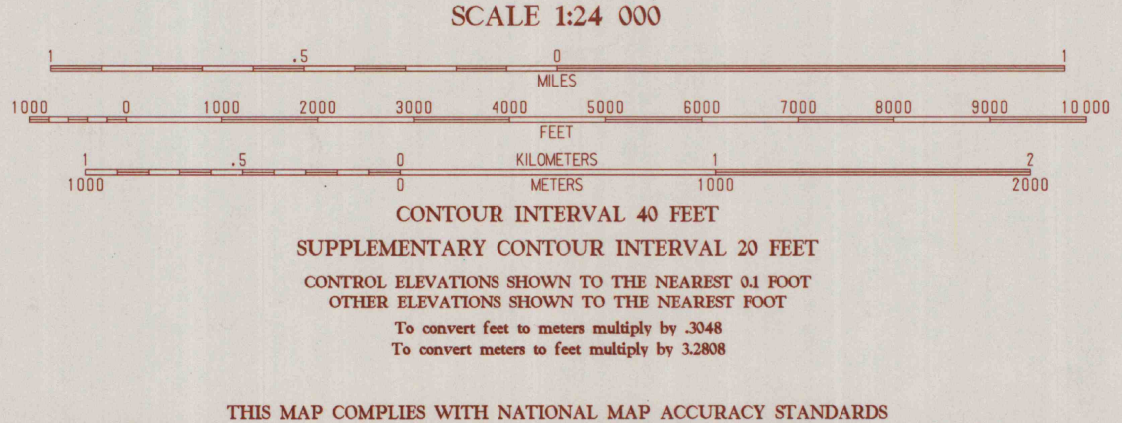 SCALE 1:24 000
1 .5 0 1
MILES
1000 0 1000 2000 3000 4000 5000 6000 7000 8000 9000 10 000
FEET
1 .5 0 KILOMETERS 1 2
1000 0 METERS 1000 2000
CONTOUR INTERVAL 40 FEET
SUPPLEMENTARY CONTOUR INTERVAL 20 FEET
CONTROL ELEVATIONS SHOWN TO THE NEAREST 0.1 FOOT
OTHER ELEVATIONS SHOWN TO THE NEAREST FOOT
To convert feet to meters multiply by .3048
To convert meters to feet multiply by 3.2808
THIS MAP COMPLIES WITH NATIONAL MAP ACCURACY STANDARDS